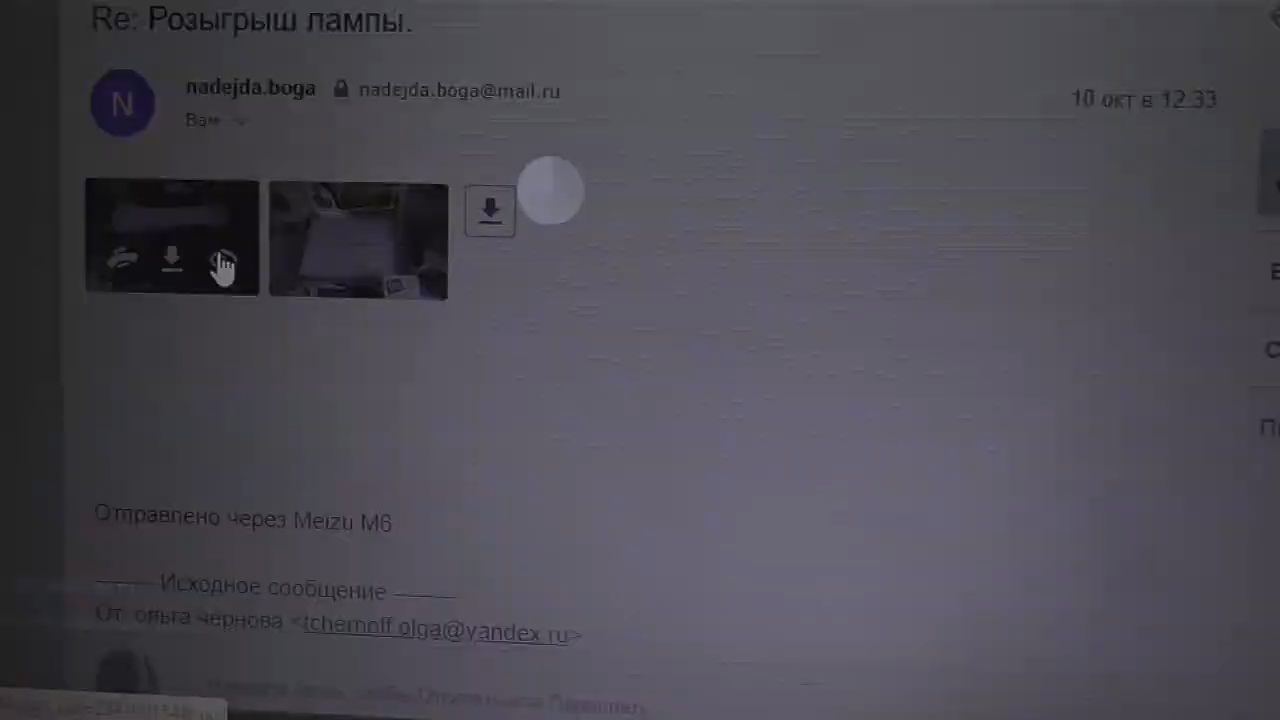 Re: Розыгрыш лампы.
N
nadejda.boga nadejda.boga@mail.ru
10 окт в 12:33
Вам
Отправлено через Meizu M6
Исходное сообщение
От: ольга чернова <tchernoff.olga@yandex.ru>